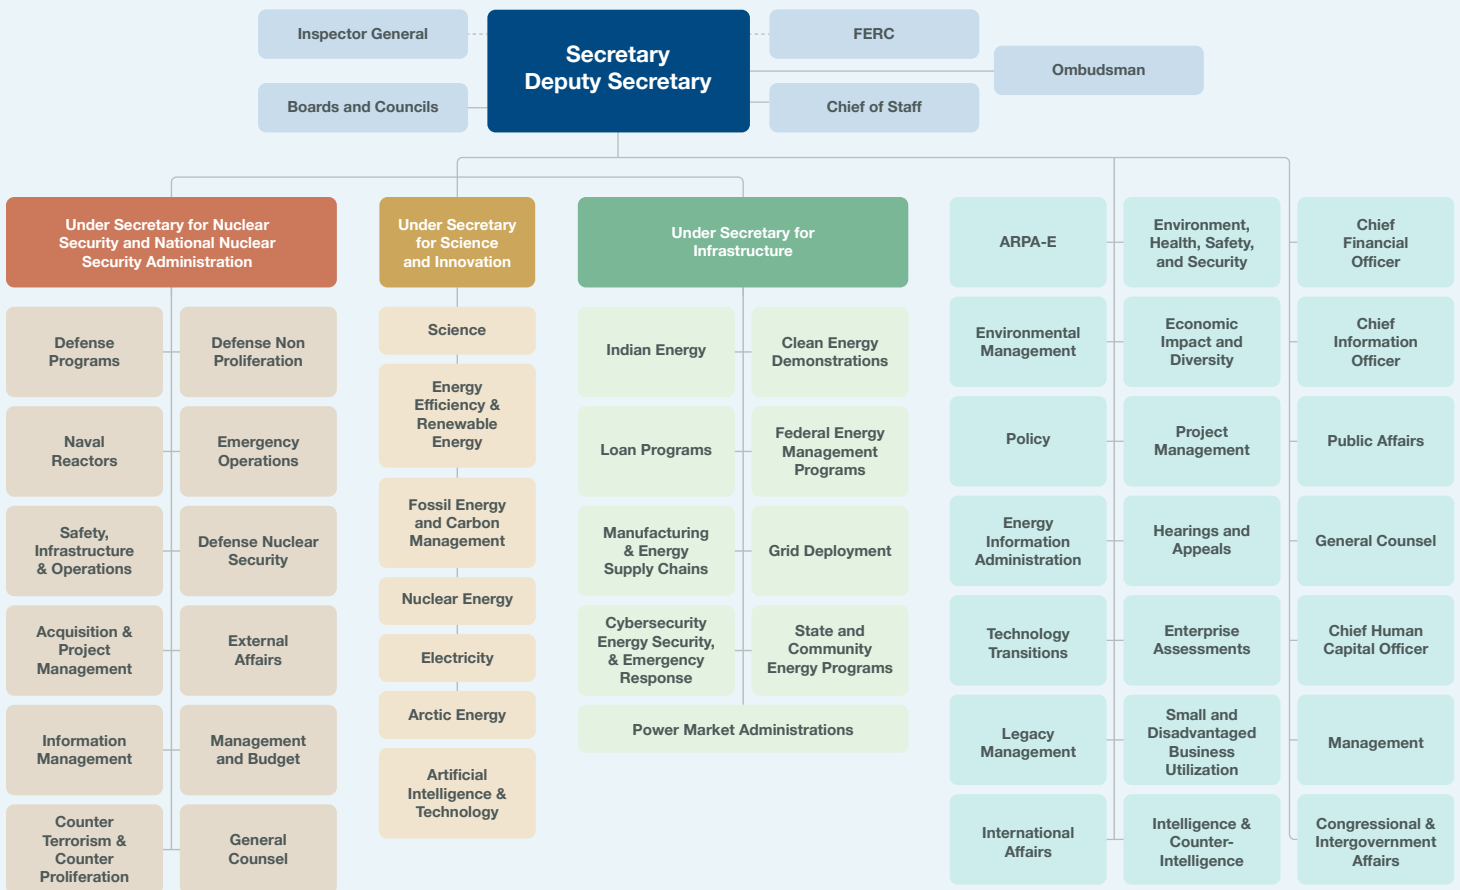 Inspector General
Secretary
Deputy Secretary
FERC
Ombudsman
Boards and Councils
Chief of Staff
Under Secretary for Nuclear
Security and National Nuclear
Security Administration
Defense
Programs
Defense Non
Proliferation
Naval
Reactors
Emergency
Operations
Safety,
Infrastructure
& Operations
Defense Nuclear
Security
Acquisition &
Project
Management
External
Affairs
Information
Management
Management
and Budget
Counter
Terrorism &
Counter
Proliferation
General
Counsel
Under Secretary
for Science
and Innovation
Science
Energy
Efficiency &
Renewable
Energy
Fossil Energy
and Carbon
Management
Nuclear Energy
Electricity
Arctic Energy
Artificial
Intelligence &
Technology
Under Secretary for
Infrastructure
Indian Energy
Clean Energy
Demonstrations
Loan Programs
Federal Energy
Management
Programs
Manufacturing
& Energy
Supply Chains
Grid Deployment
Cybersecurity
Energy Security,
& Emergency
Response
State and
Community
Energy Programs
Power Market Administrations
ARPA-E
Environment,
Health, Safety,
and Security
Chief
Financial
Officer
Environmental
Management
Economic
Impact and
Diversity
Chief
Information
Officer
Policy
Project
Management
Public Affairs
Energy
Information
Administration
Hearings and
Appeals
General Counsel
Technology
Transitions
Enterprise
Assessments
Chief Human
Capital Officer
Legacy
Management
Small and
Disadvantaged
Business
Utilization
Management
International
Affairs
Intelligence &
Counter-
Intelligence
Congressional &
Intergovernment
Affairs